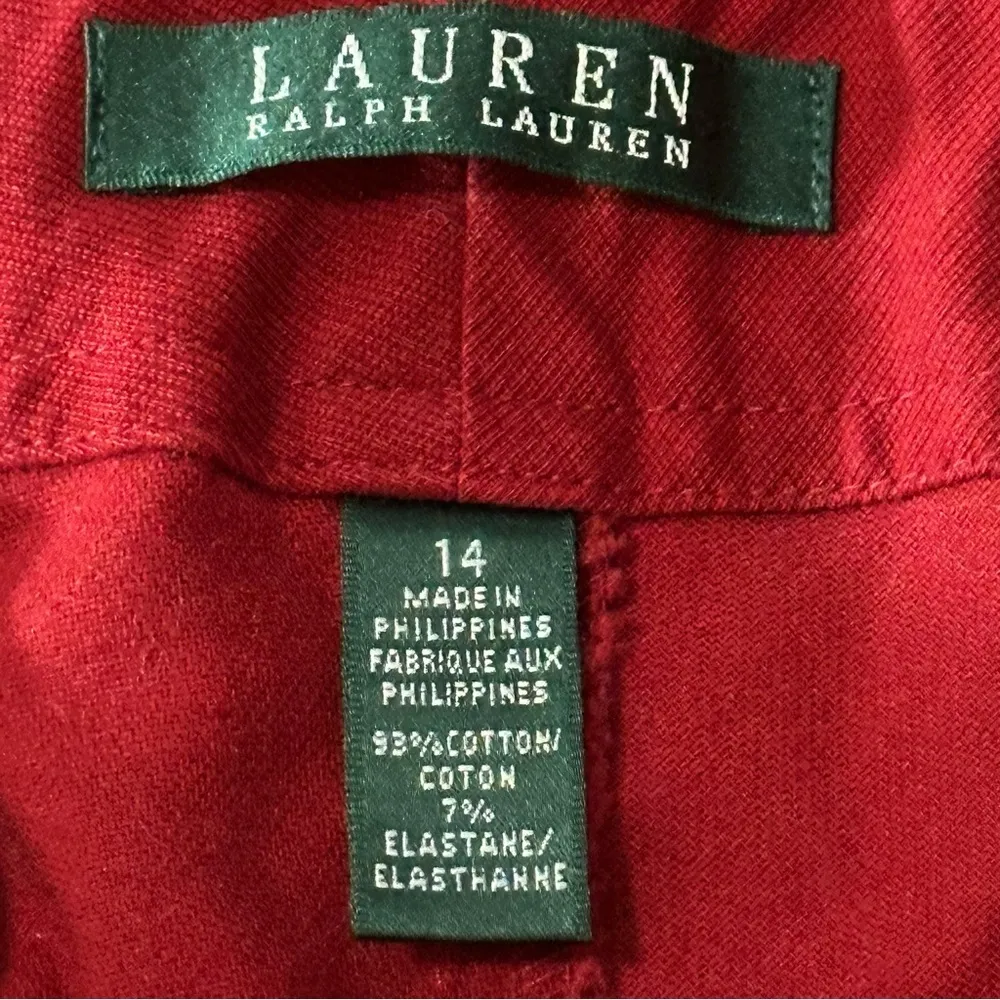 LAUREN
RALPH LAUREN
14
MADE IN
PHILIPPINES
FABRIQUE AUX
PHILIPPINES
93% COTTON/
COTON
7%
ELASTANE/
ELASTHANNE